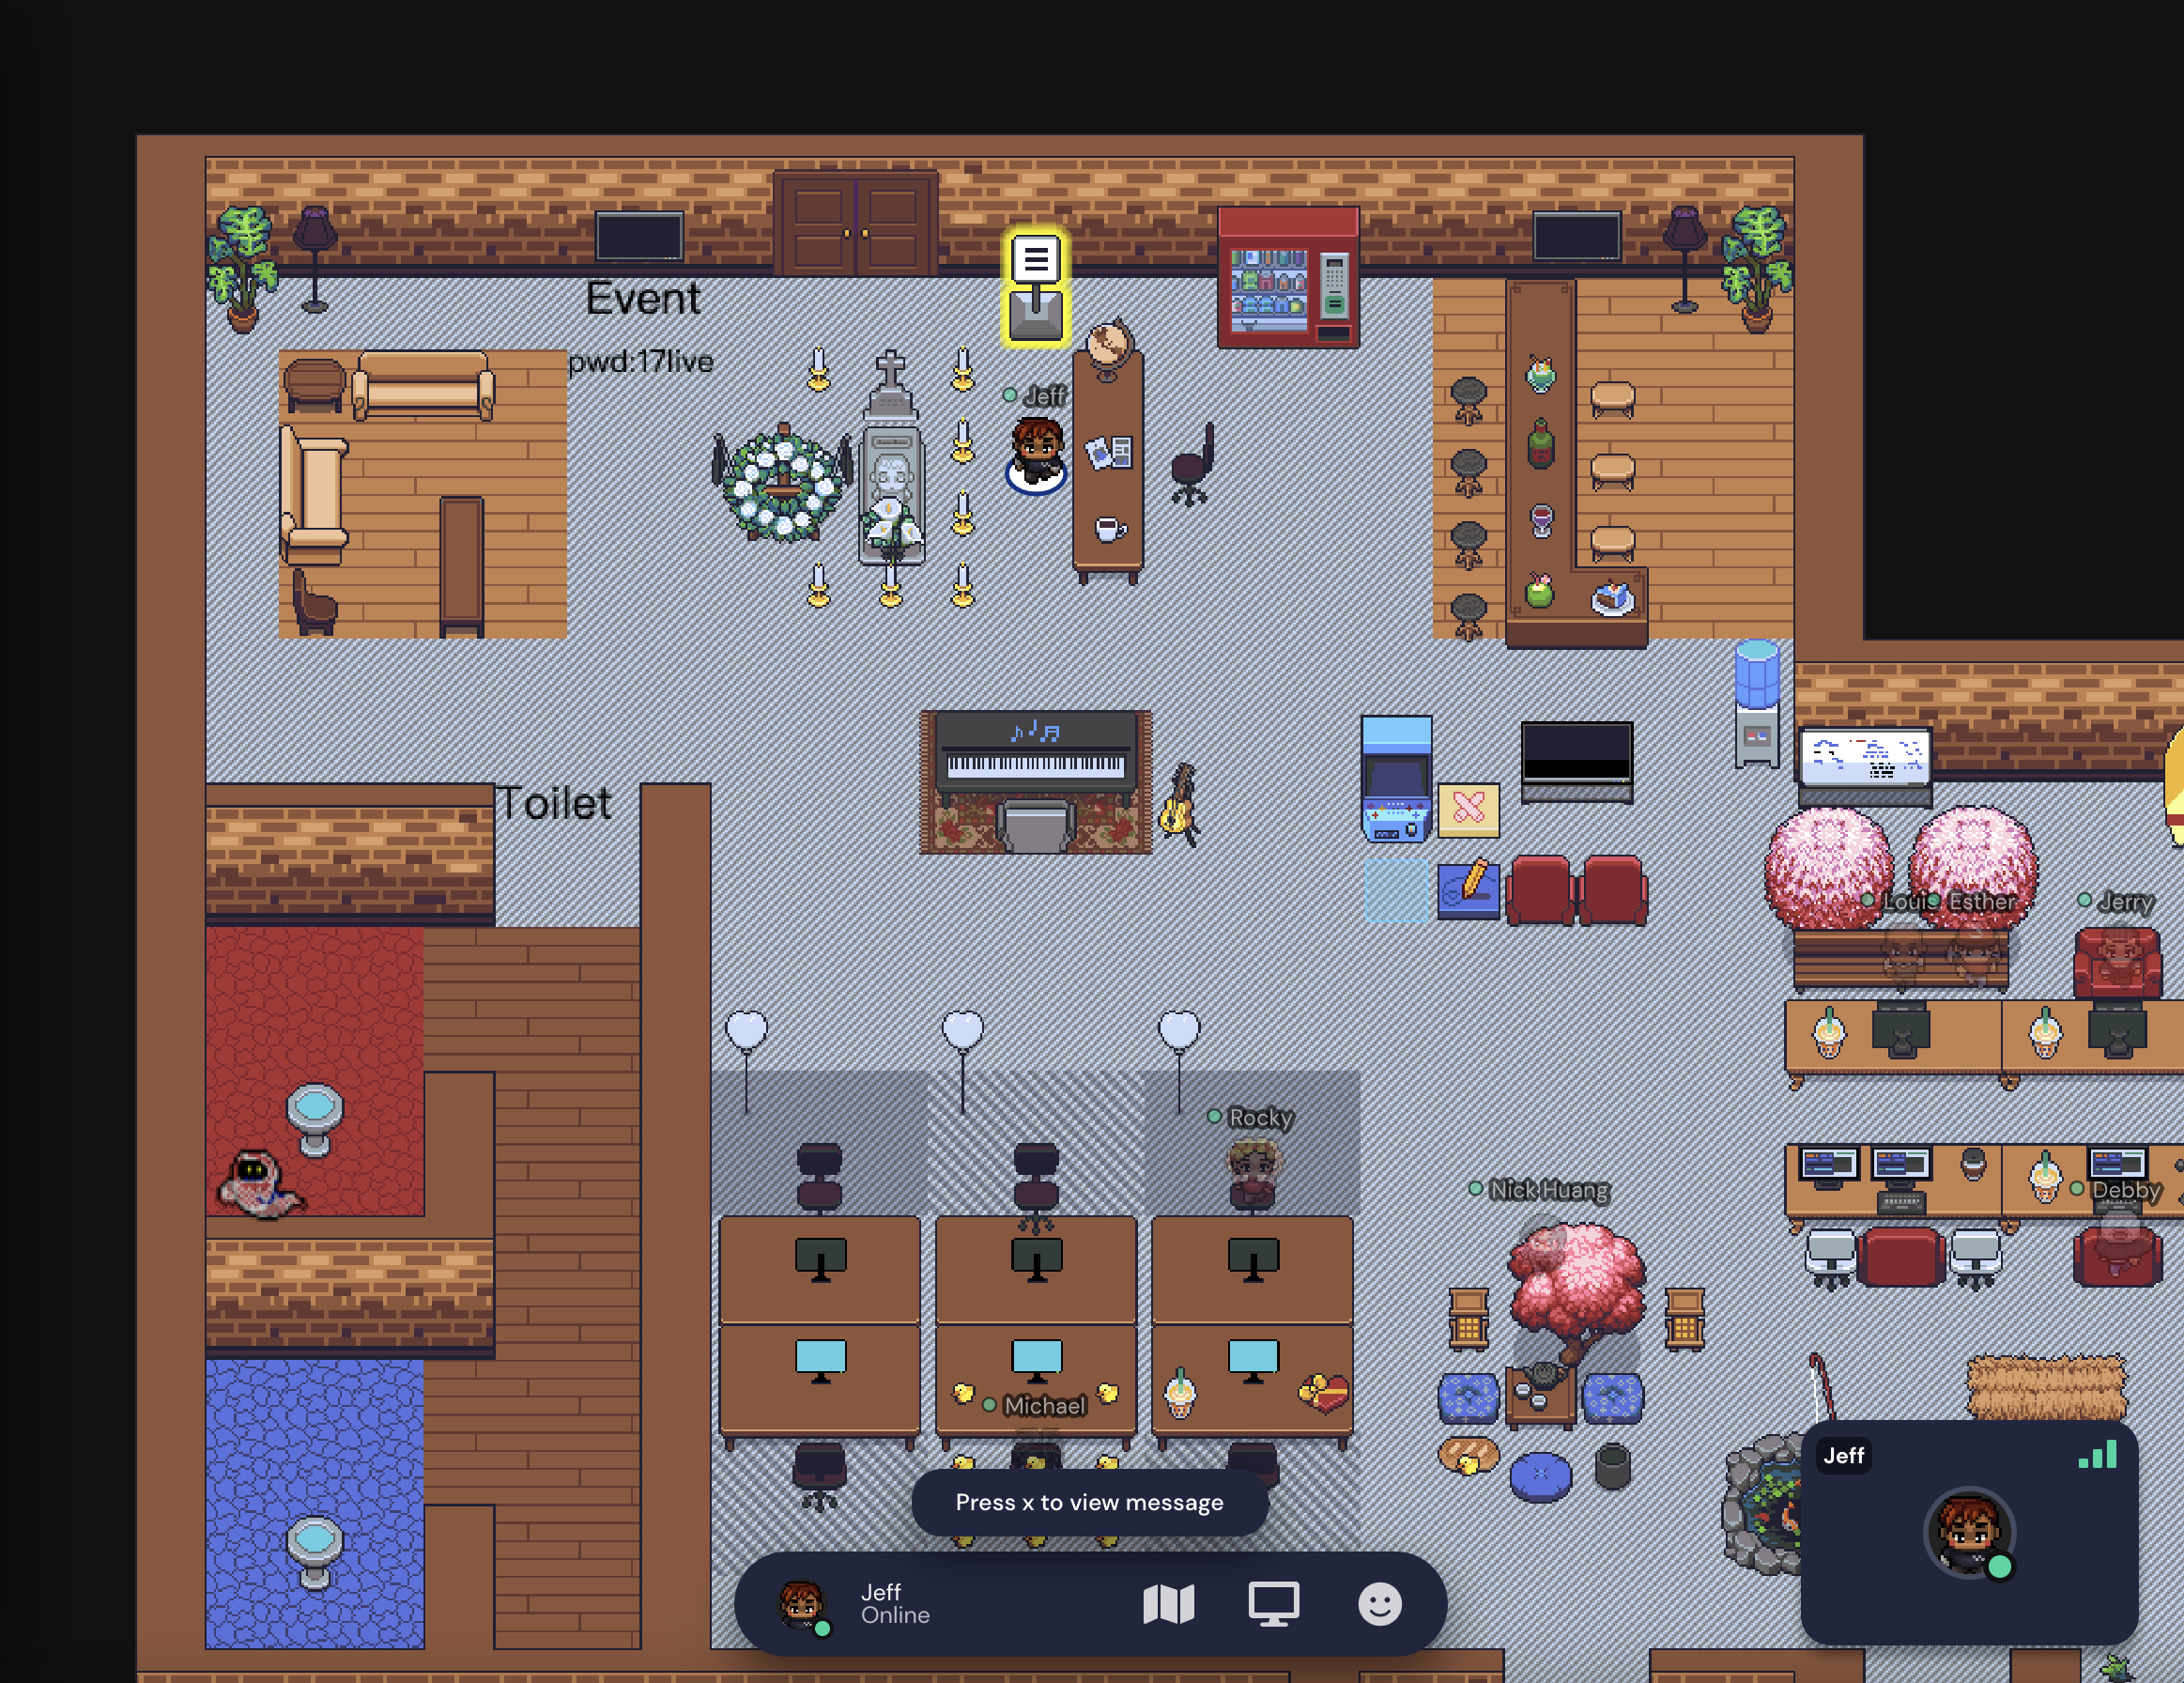 Event
pwd:17live
Jeff
Toilet
Louis Esther
Jerry
Rocky
Nick Huang
Debby
Michael
Jeff
Press x to view message
Jeff
Online